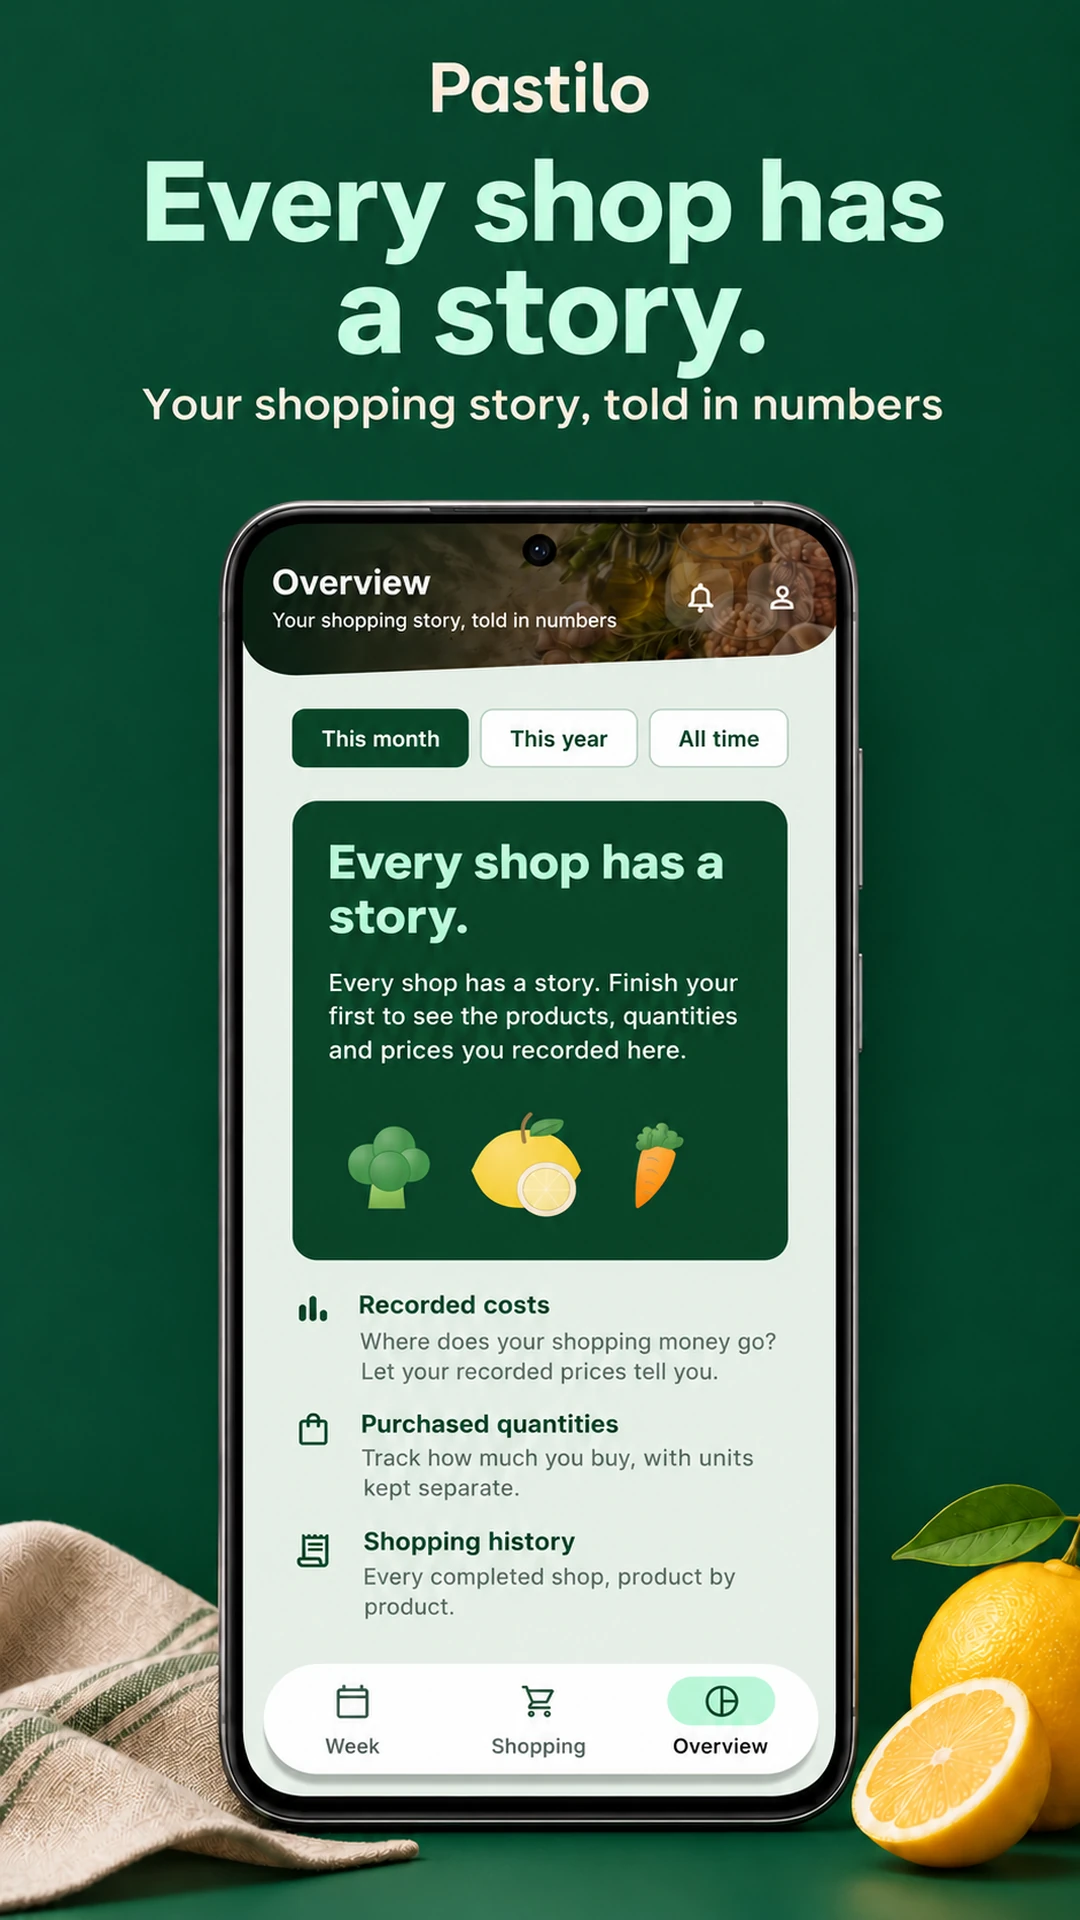 Pastilo
Every shop has
a story.
Your shopping story, told in numbers
Overview
Your shopping story, told in numbers
This month
This year
All time
Every shop has a
story.
Every shop has a story. Finish your
first to see the products, quantities
and prices you recorded here.
Recorded costs
Where does your shopping money go?
Let your recorded prices tell you.
Purchased quantities
Track how much you buy, with units
kept separate.
Shopping history
Every completed shop, product by
product.
Week
Shopping
Overview